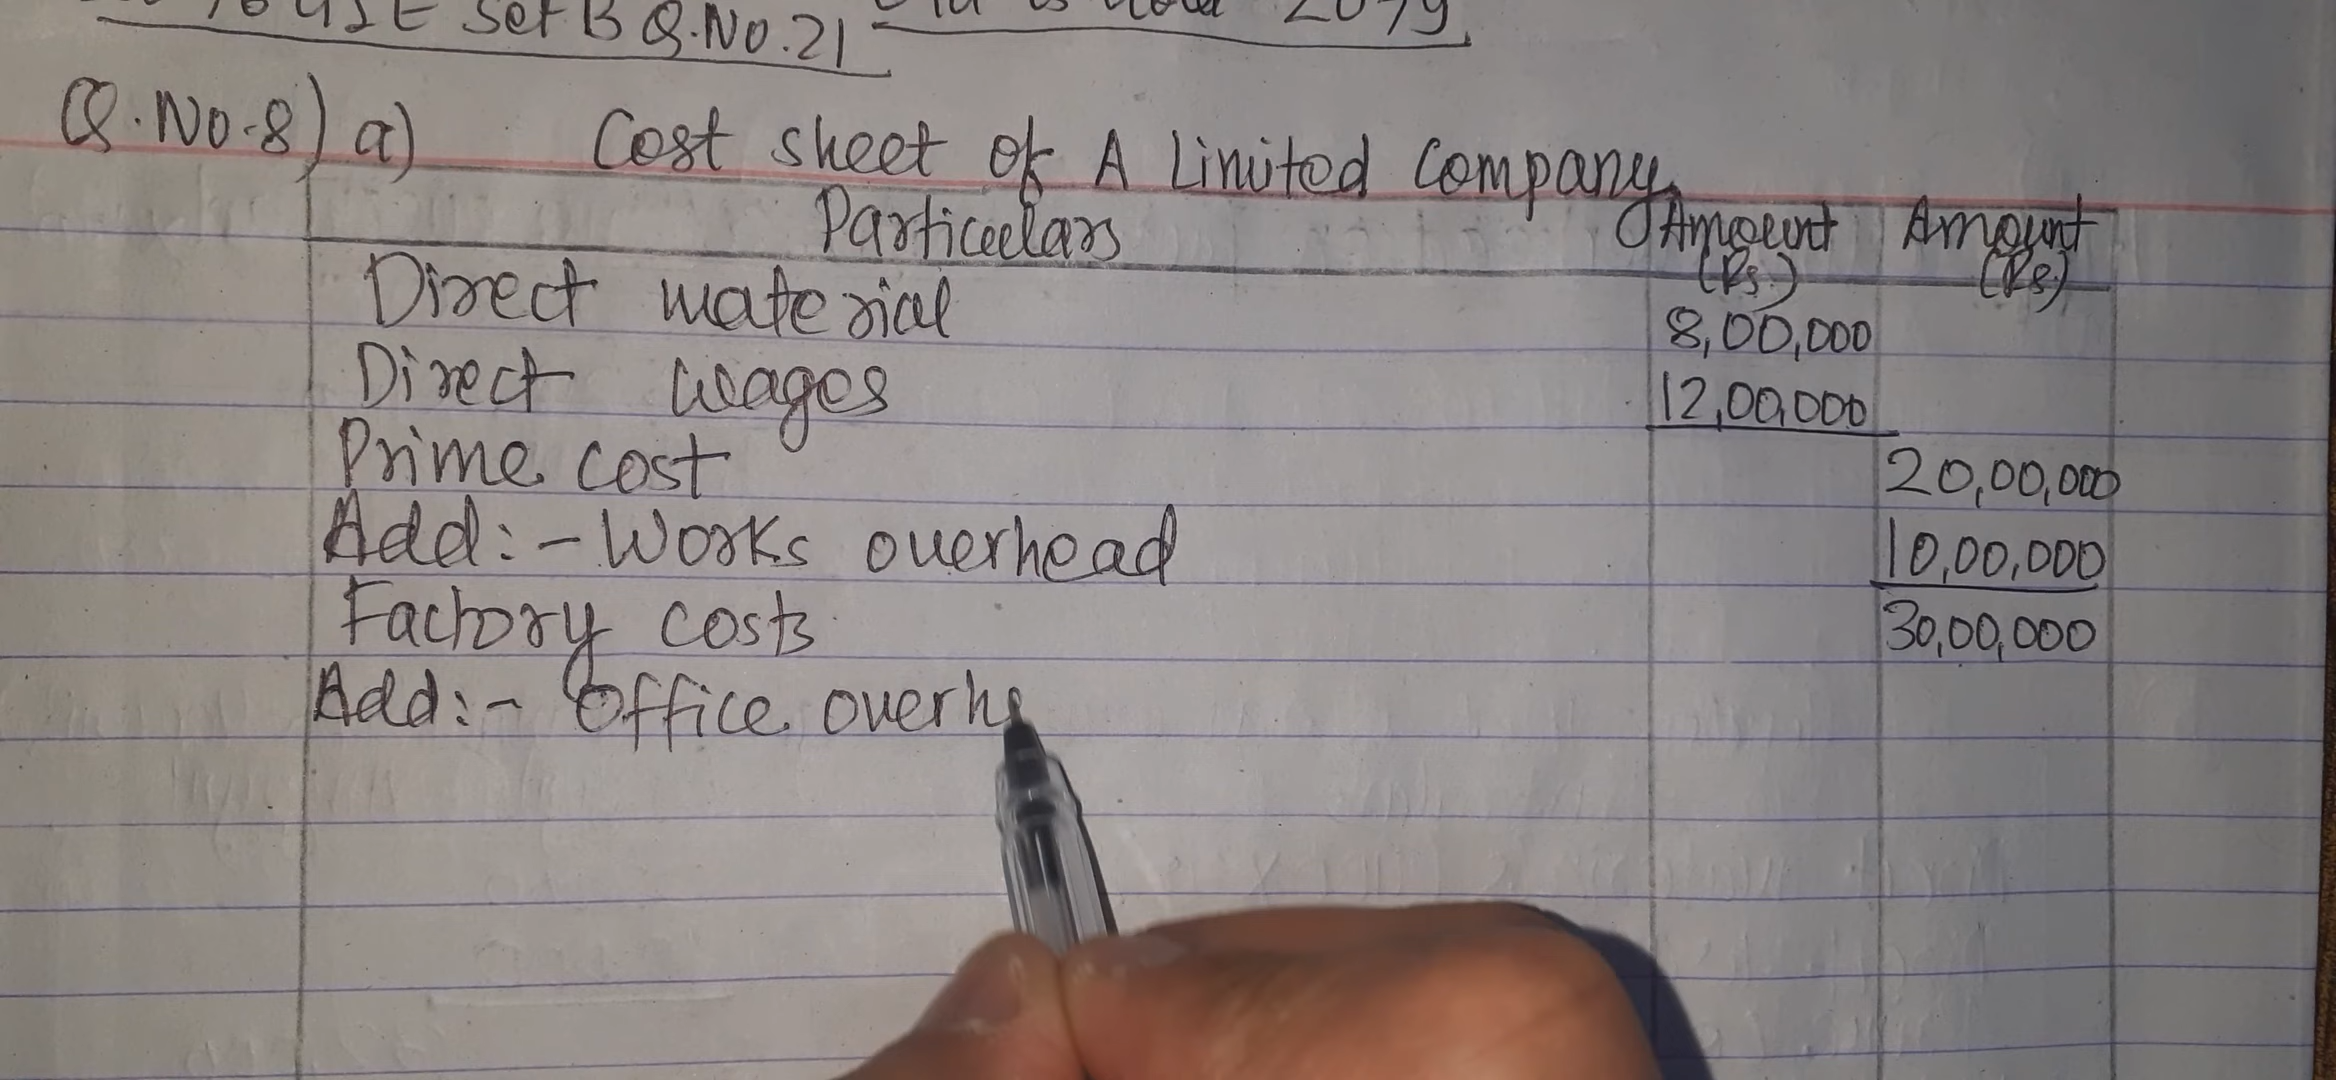 Set B Q.No.21
Q.No-8) a) Cost sheet of A Limited Company
Particulars Amount (Rs.) Amount (Rs)
Direct material 8,00,000
Direct wages 12,00,000
Prime cost 20,00,000
Add:- Works overhead 10,00,000
Factory costs 30,00,000
Add:- Office overhe